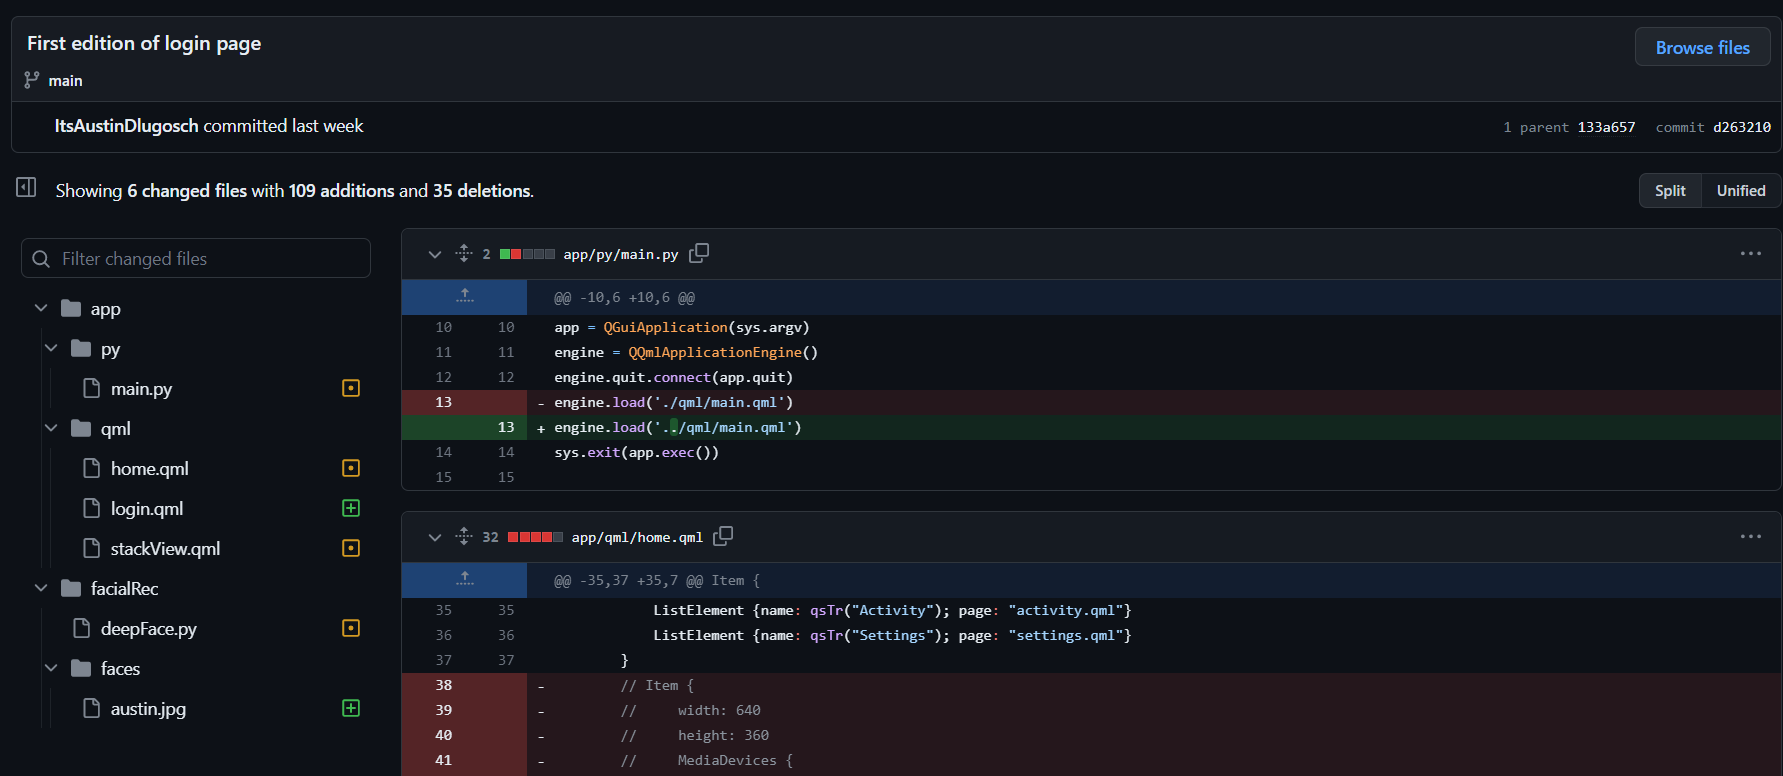 First edition of login page
Browse files
main
ItsAustinDlugosch committed last week
1 parent 133a657 commit d263210
Showing 6 changed files with 109 additions and 35 deletions.
Split Unified
Filter changed files
app
py
main.py
qml
home.qml
login.qml
stackView.qml
facialRec
deepFace.py
faces
austin.jpg
2 app/py/main.py
@@ -10,6 +10,6 @@
10 10 app = QGuiApplication(sys.argv)
11 11 engine = QQmlApplicationEngine()
12 12 engine.quit.connect(app.quit)
13 - engine.load('./qml/main.qml')
13 + engine.load('../qml/main.qml')
14 14 sys.exit(app.exec())
15 15
32 app/qml/home.qml
@@ -35,37 +35,7 @@ Item {
35 35 ListElement {name: qsTr("Activity"); page: "activity.qml"}
36 36 ListElement {name: qsTr("Settings"); page: "settings.qml"}
37 37 }
38 - // Item {
39 - // width: 640
40 - // height: 360
41 - // MediaDevices {